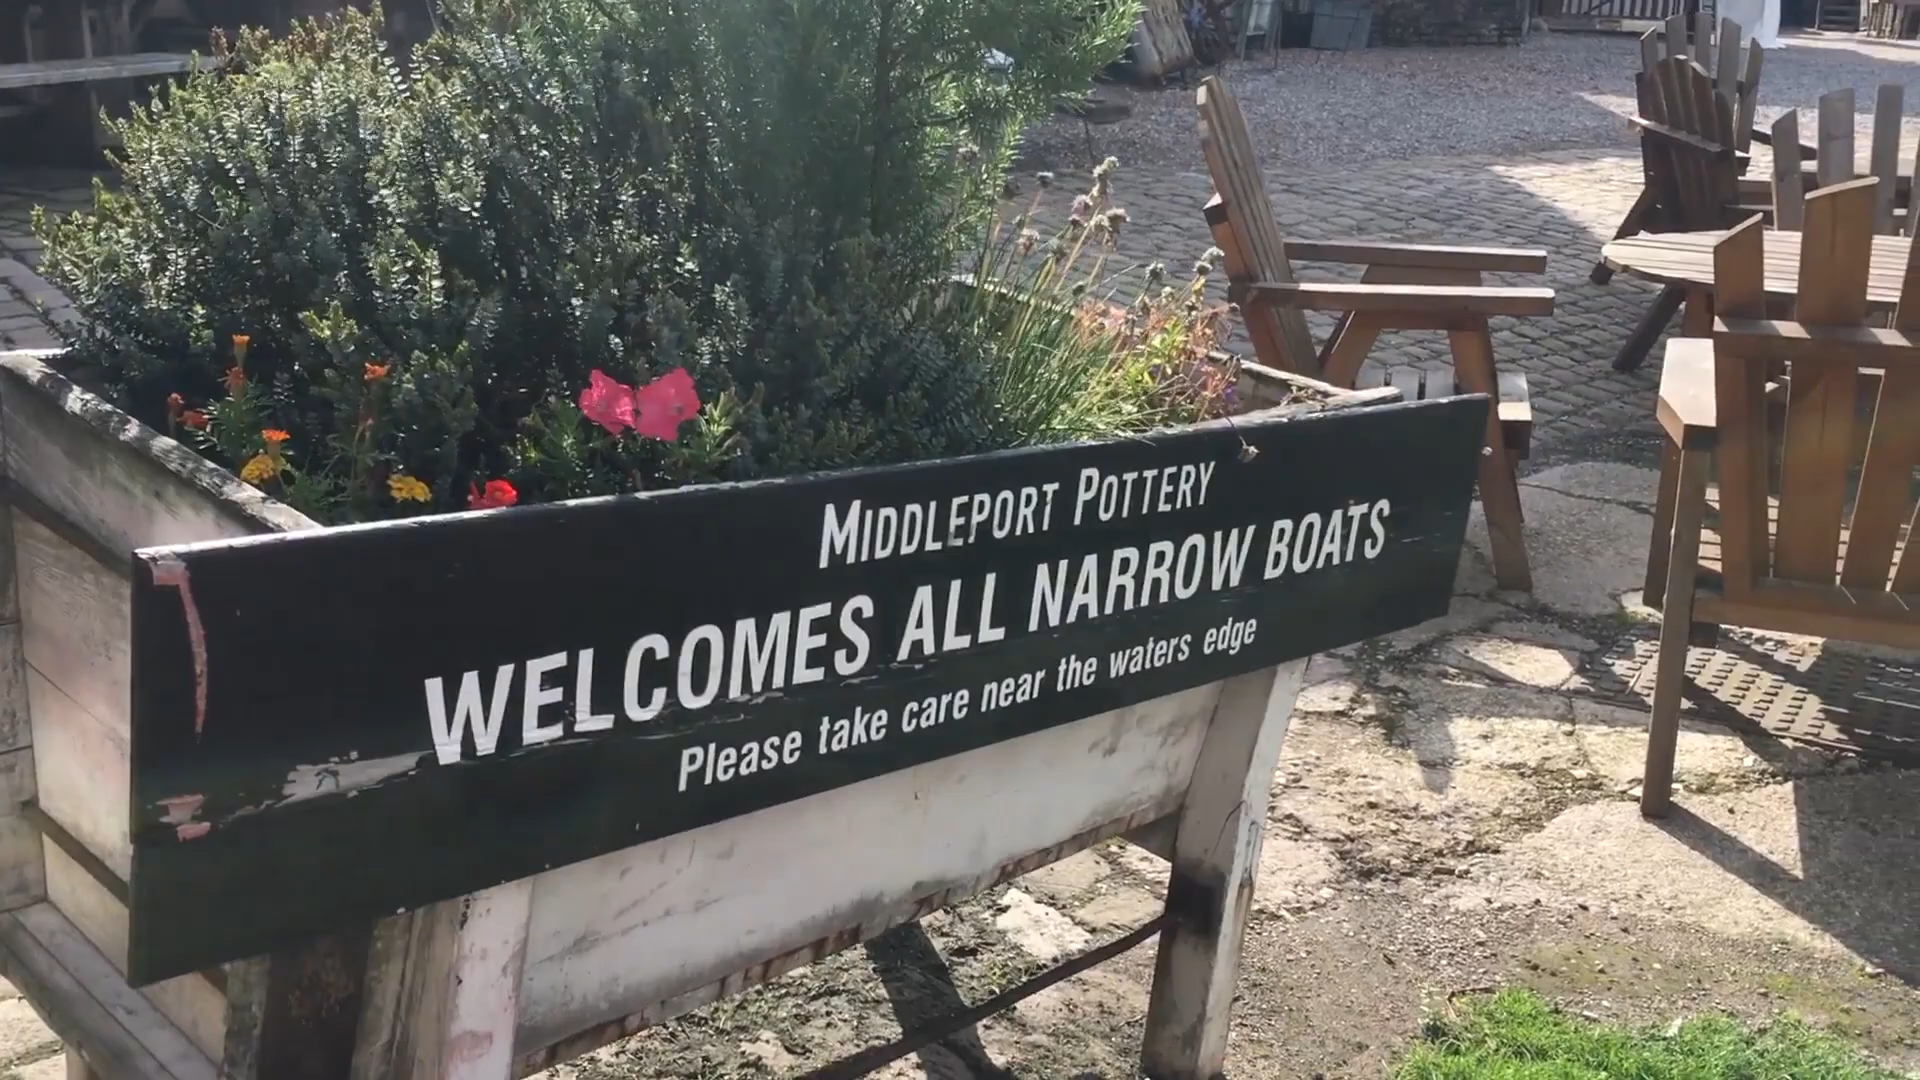 MIDDLEPORT POTTERY
WELCOMES ALL NARROW BOATS
Please take care near the waters edge